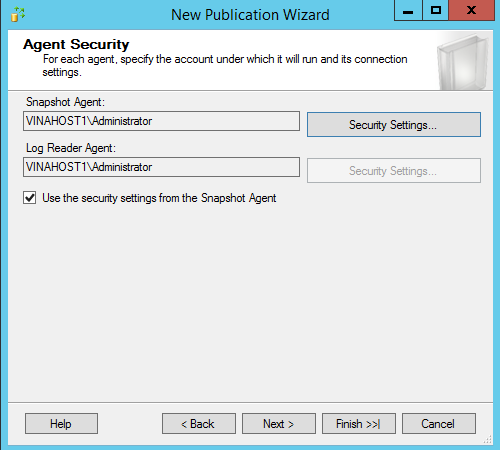 New Publication Wizard
Agent Security
For each agent, specify the account under which it will run and its connection
settings.
Snapshot Agent:
VINAHOST1\Administrator
Security Settings...
Log Reader Agent:
VINAHOST1\Administrator
Security Settings...
Use the security settings from the Snapshot Agent
Help
< Back
Next >
Finish >>|
Cancel